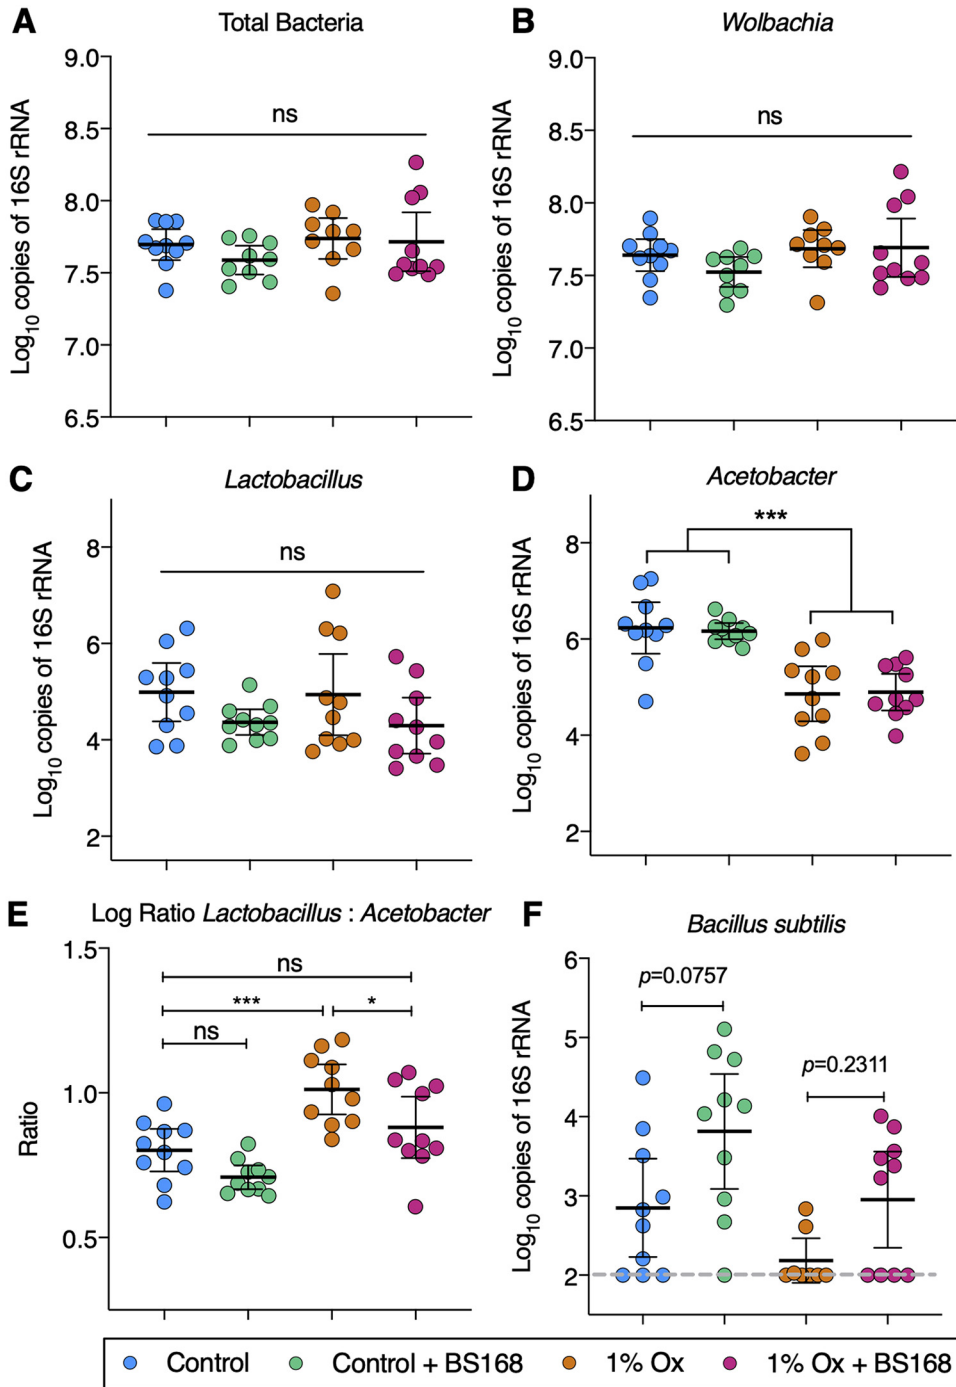 A
Total Bacteria
Log10 copies of 16S rRNA
9.0
8.5
8.0
7.5
7.0
6.5
ns
B
Wolbachia
Log10 copies of 16S rRNA
9.0
8.5
8.0
7.5
7.0
6.5
ns
C
Lactobacillus
Log10 copies of 16S rRNA
8
6
4
2
ns
D
Acetobacter
Log10 copies of 16S rRNA
8
6
4
2
***
E
Log Ratio Lactobacillus : Acetobacter
Ratio
1.5
1.0
0.5
ns
***
*
ns
F
Bacillus subtilis
Log10 copies of 16S rRNA
6
5
4
3
2
p=0.0757
p=0.2311
Control Control + BS168 1% Ox 1% Ox + BS168